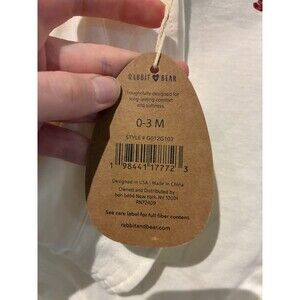 RABBIT BEAR
Thoughtfully designed for
long-lasting comfort
and softness.
0-3 M
STYLE # G012G103
1 98441 17772 3
Designed in USA | Made in China
Owned and Distributed by
bon bébé New York, NY 10001
See care label for full fiber content
rabbitandbear.com